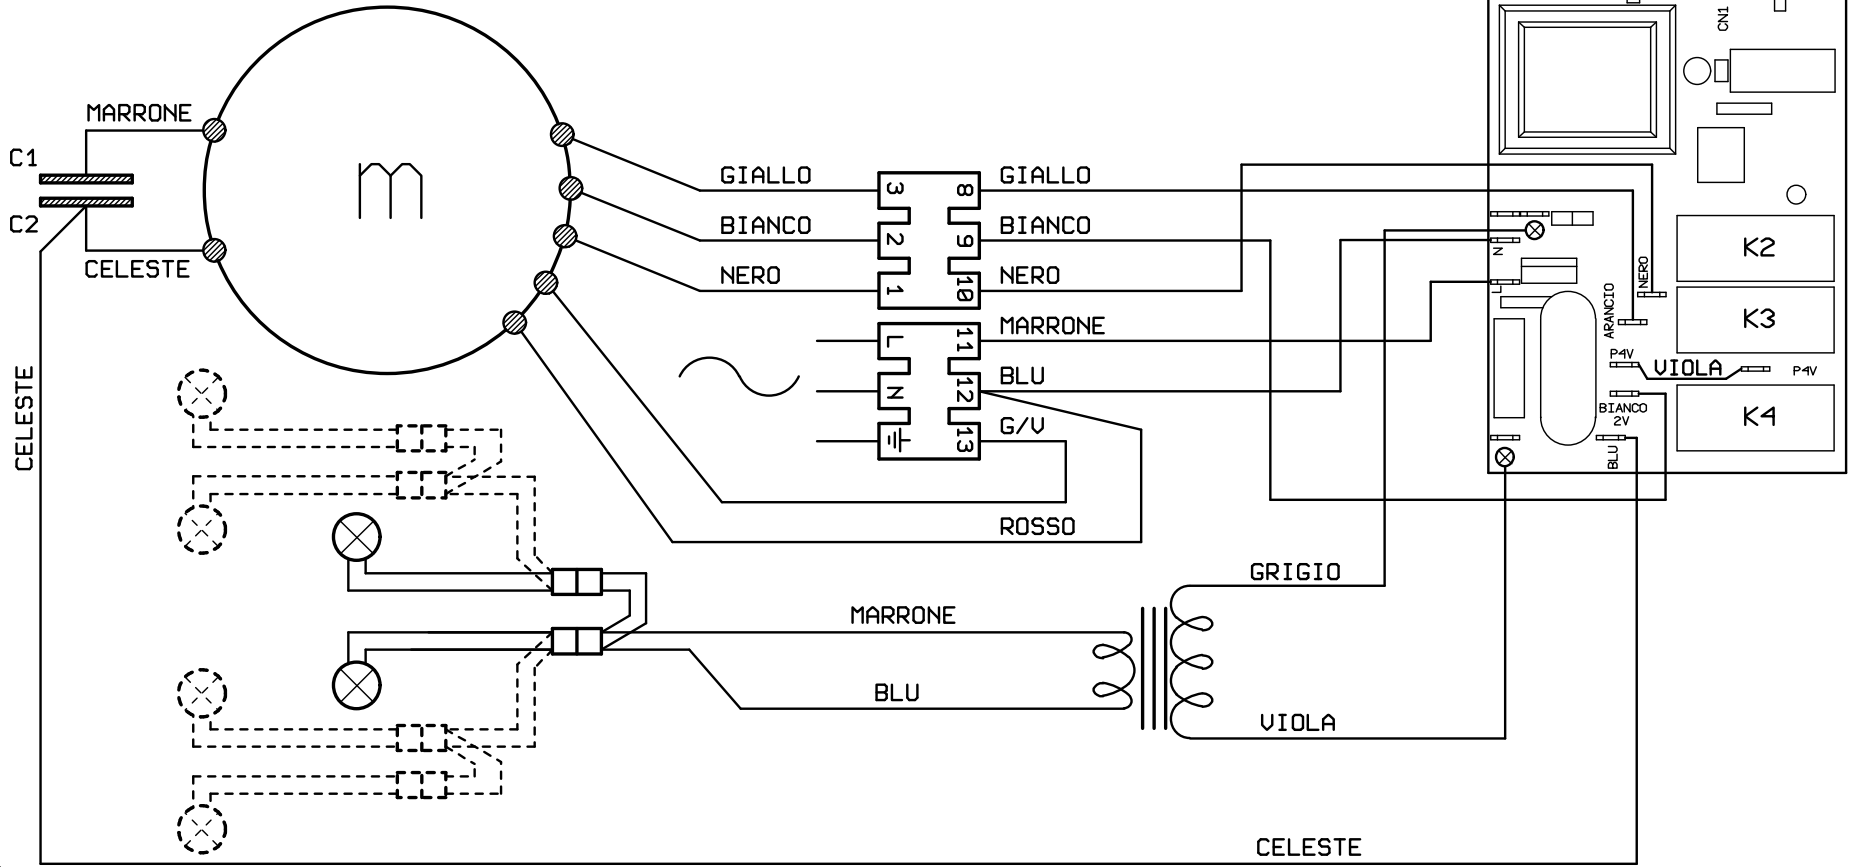 MARRONE
C1
C2
CELESTE
CELESTE
m
GIALLO
BIANCO
NERO
3
2
1
8
9
10
GIALLO
BIANCO
NERO
L
N
11
12
13
MARRONE
BLU
G/V
ROSSO
GRIGIO
MARRONE
BLU
VIOLA
CELESTE
CN1
N
L
NERO
ARANCIO
P4V
VIOLA
P4V
BIANCO
2V
BLU
K2
K3
K4